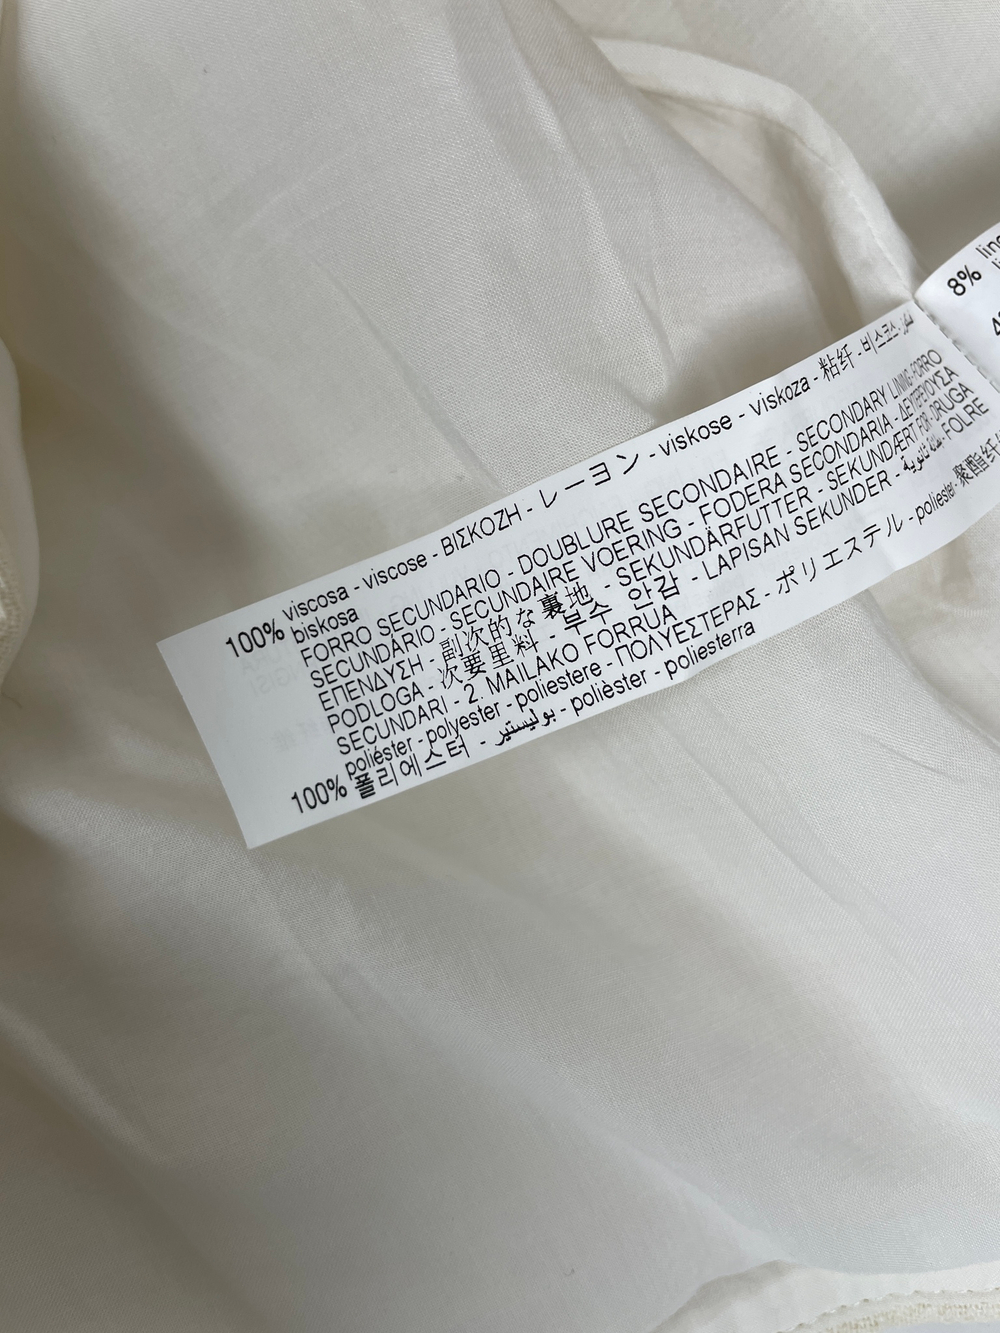 100% viscosa - viscose - ΒΙΣΚΟΖΗ - レーヨン - viskose - viskoza - 粘纤 - 비스코스
biskosa
FORRO SECUNDARIO - DOUBLURE SECONDAIRE - SECONDARY LINING - FORRO
SECUNDÁRIO - SECUNDAIRE VOERING - FODERA SECONDARIA - ΔΕΥΤΕΡΕΥΟΥΣΑ
ΕΠΕΝΔΥΣΗ - 副次的な裏地 - SEKUNDÄRFUTTER - SEKUNDÆRT FOR - DRUGA
PODLOGA - 次要里料 - 부수 안감 - LAPISAN SEKUNDER - FOLRE
SECUNDARI - 2. MAILAKO FORRUA
poliéster - polyester - poliestere - ΠΟΛΥΕΣΤΕΡΑΣ - ポリエステル - poliester - 聚酯纤
100% 폴리에스터 - بوليستير - polièster - poliesterra
8%